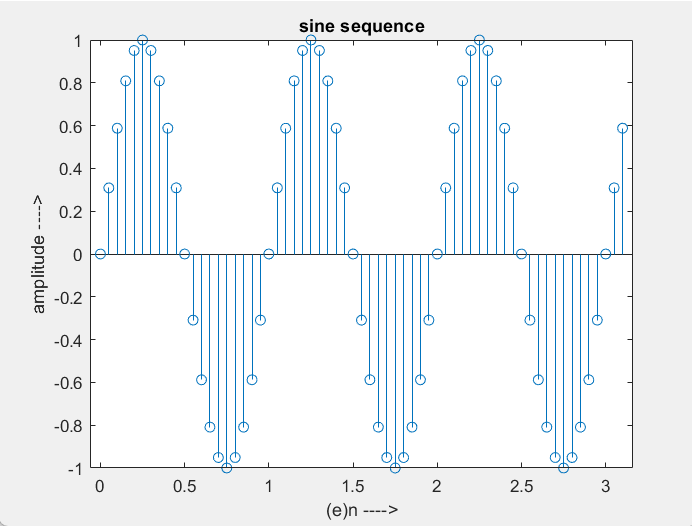 sine sequence
1
0.8
0.6
0.4
0.2
0
-0.2
-0.4
-0.6
-0.8
-1
amplitude ---->
0 0.5 1 1.5 2 2.5 3
(e)n ---->